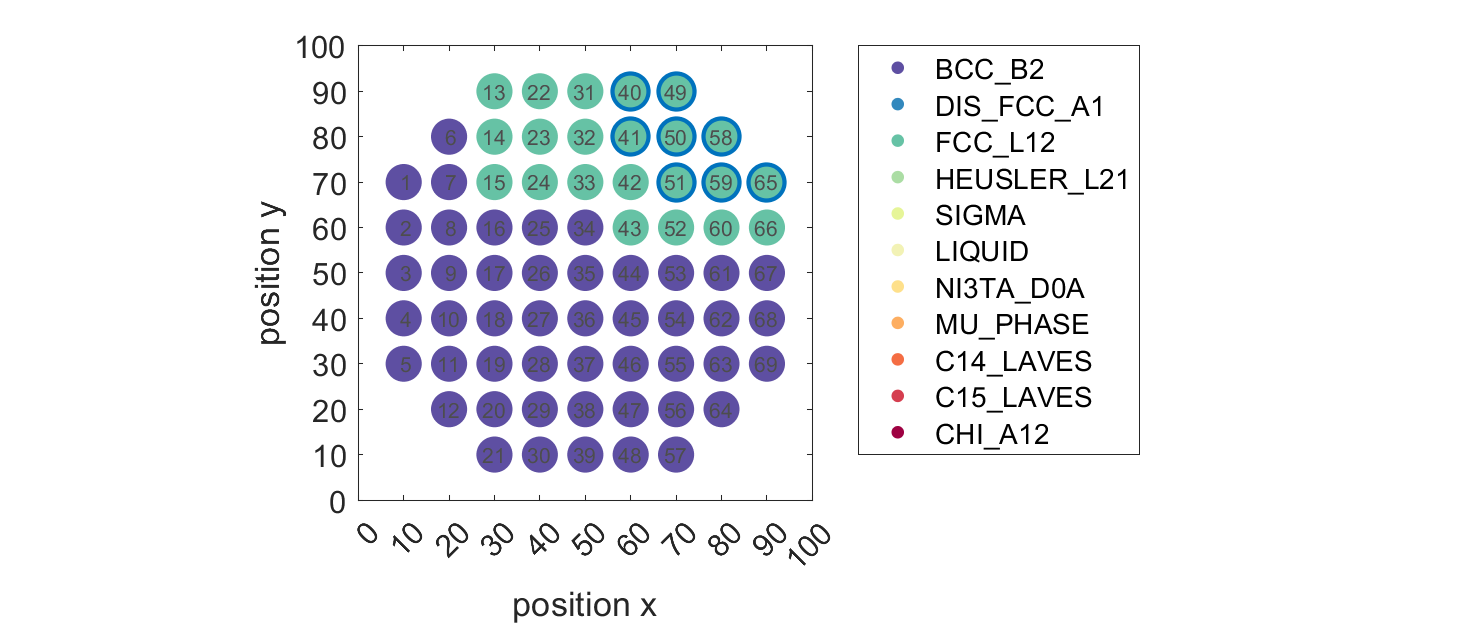 100
90
80
70
60
50
40
30
20
10
0
position y
13 22 31 40 49
6 14 23 32 41 50 58
1 7 15 24 33 42 51 59 65
2 8 16 25 34 43 52 60 66
3 9 17 26 35 44 53 61 67
4 10 18 27 36 45 54 62 68
5 11 19 28 37 46 55 63 69
12 20 29 38 47 56 64
21 30 39 48 57
0 10 20 30 40 50 60 70 80 90 100
position x
BCC_B2
DIS_FCC_A1
FCC_L12
HEUSLER_L21
SIGMA
LIQUID
NI3TA_D0A
MU_PHASE
C14_LAVES
C15_LAVES
CHI_A12